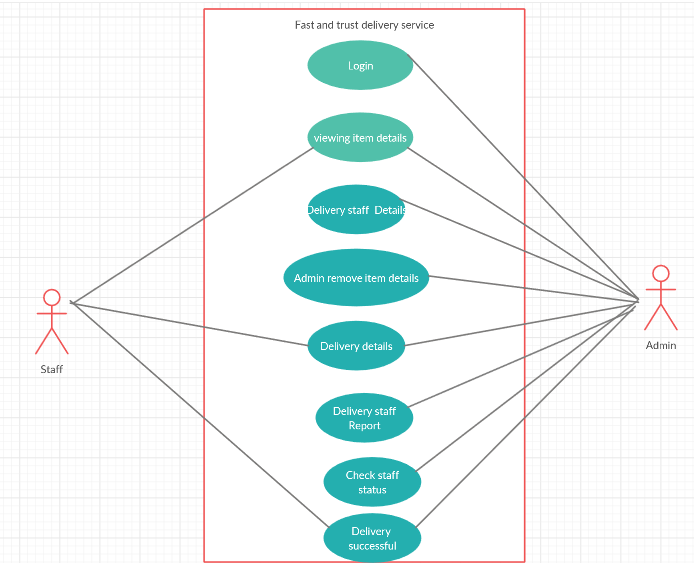 Fast and trust delivery service
Login
viewing item details
Delivery staff Details
Admin remove item details
Delivery details
Delivery staff
Report
Check staff
status
Delivery
successful
Staff
Admin